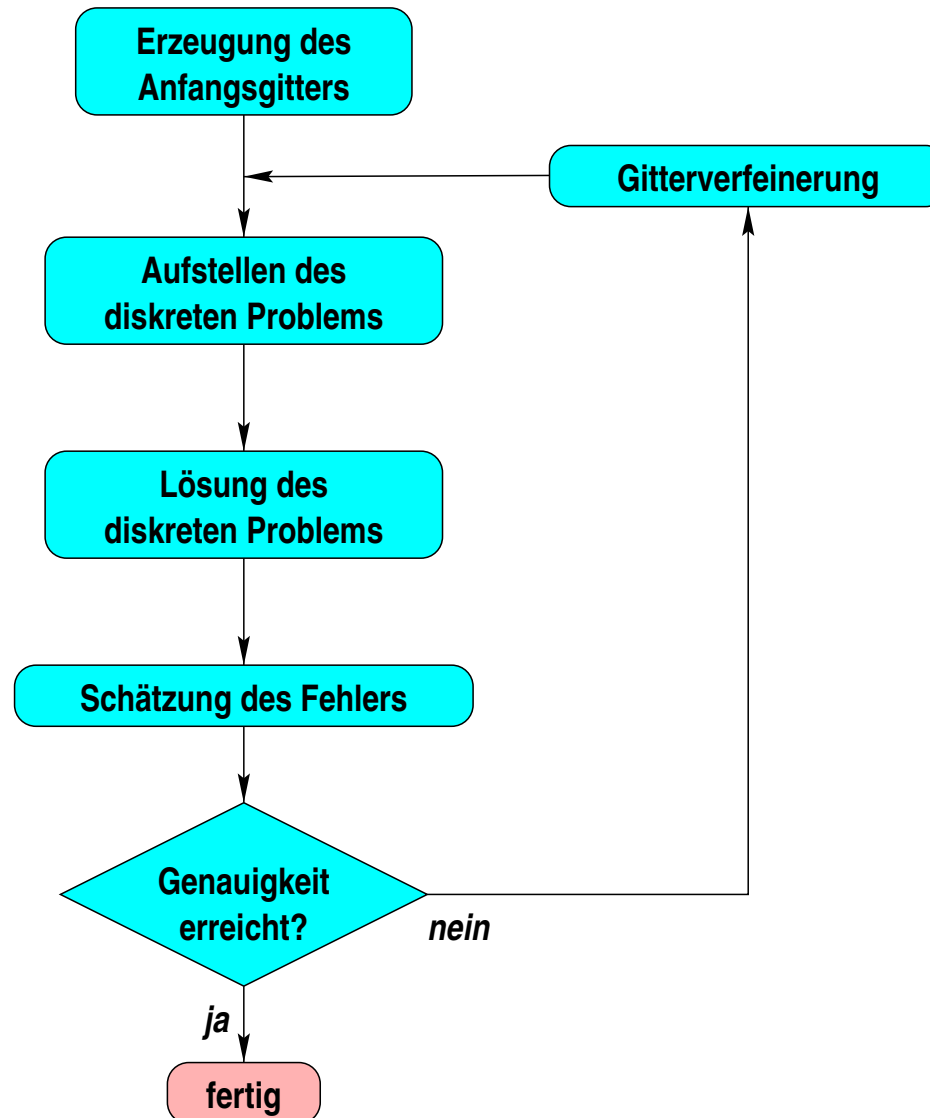 Erzeugung des
Anfangsgitters
Gitterverfeinerung
Aufstellen des
diskreten Problems
Lösung des
diskreten Problems
Schätzung des Fehlers
Genauigkeit
erreicht?
nein
ja
fertig